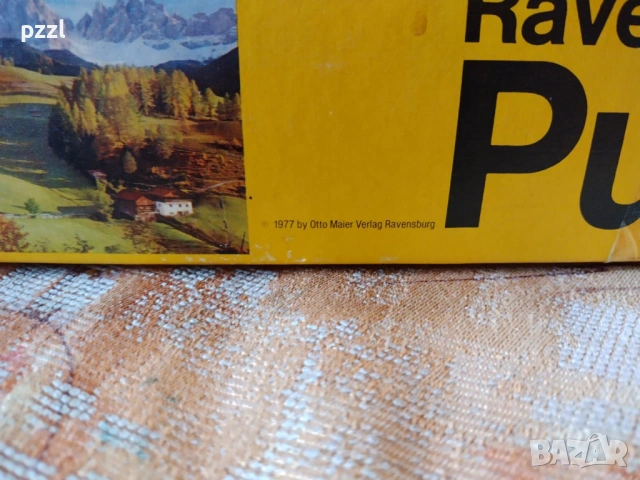 pzzl
Rave
Pu
© 1977 by Otto Maier Verlag Ravensburg
BAZAR